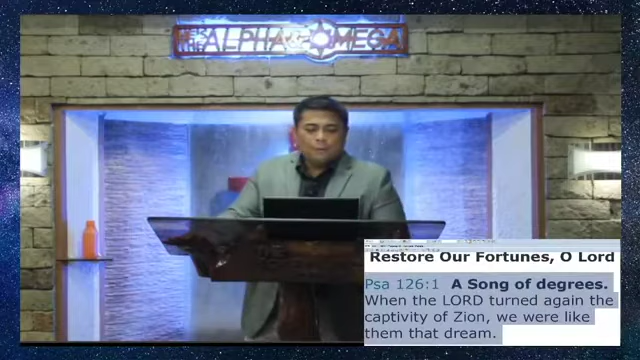 ALPHA OMEGA
Restore Our Fortunes, O Lord
Psa 126:1 A Song of degrees.
When the LORD turned again the
captivity of Zion, we were like
them that dream.